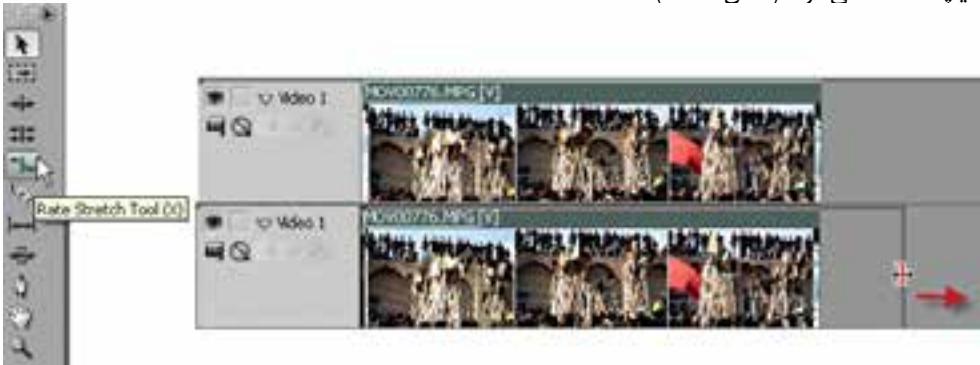 Rate Stretch Tool (X)
Video 1
MOV00776.MPG [V]
Video 1
MOV00776.MPG [V]